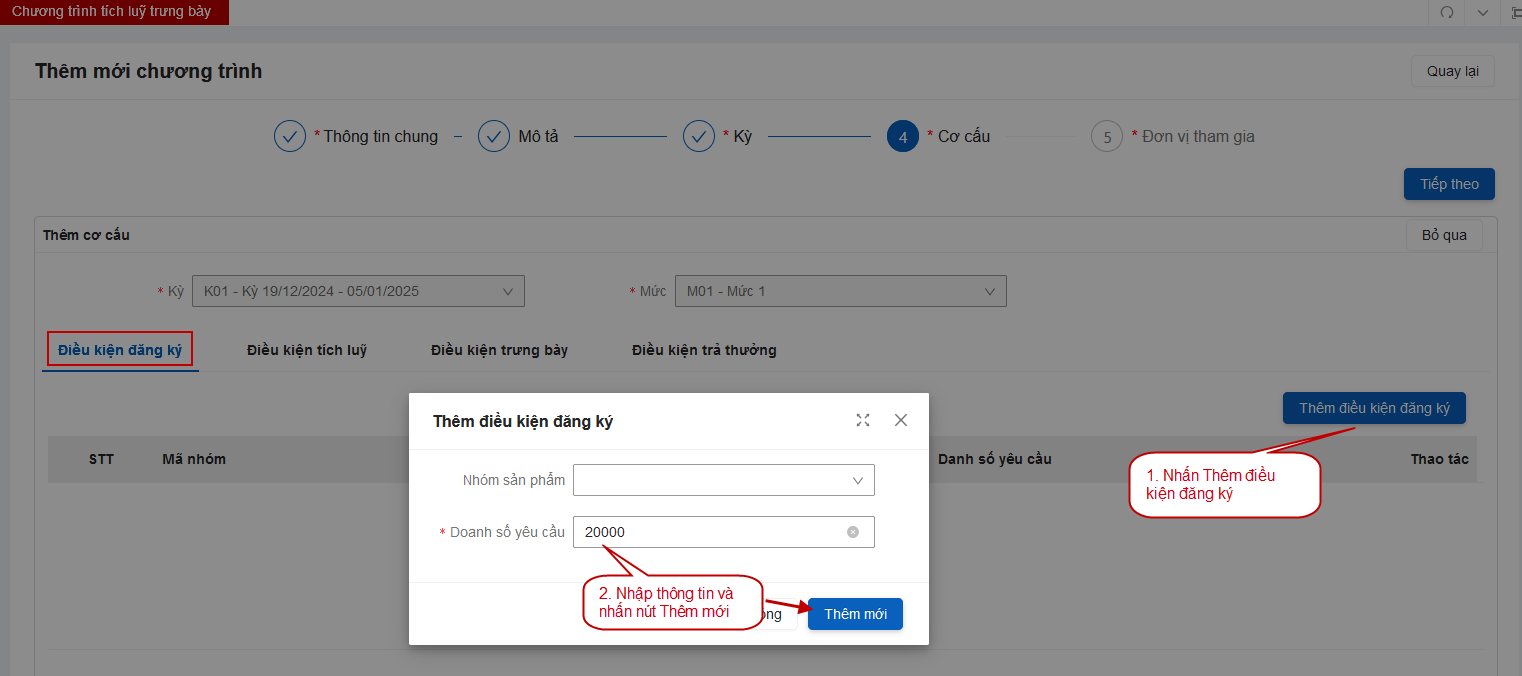 Chương trình tích luỹ trưng bày
Thêm mới chương trình
Quay lại
* Thông tin chung
Mô tả
* Kỳ
4 * Cơ cấu
5 * Đơn vị tham gia
Tiếp theo
Thêm cơ cấu
Bỏ qua
* Kỳ K01 - Kỳ 19/12/2024 - 05/01/2025
* Mức M01 - Mức 1
Điều kiện đăng ký
Điều kiện tích luỹ
Điều kiện trưng bày
Điều kiện trả thưởng
Thêm điều kiện đăng ký
STT
Mã nhóm
Danh số yêu cầu
Thao tác
1. Nhấn Thêm điều
kiện đăng ký
Thêm điều kiện đăng ký
Nhóm sản phẩm
* Doanh số yêu cầu 20000
2. Nhập thông tin và
nhấn nút Thêm mới
Thêm mới